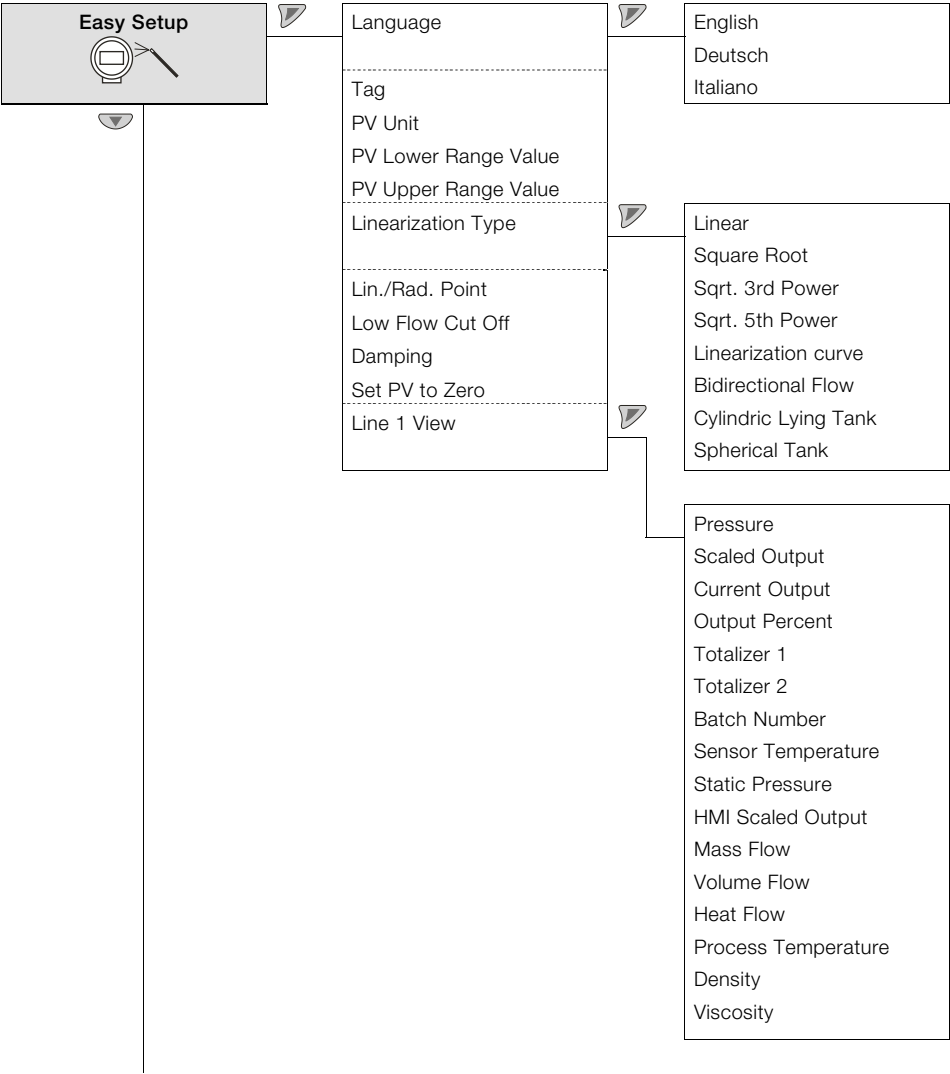 Easy Setup
Language
Tag
PV Unit
PV Lower Range Value
PV Upper Range Value
Linearization Type
Lin./Rad. Point
Low Flow Cut Off
Damping
Set PV to Zero
Line 1 View
English
Deutsch
Italiano
Linear
Square Root
Sqrt. 3rd Power
Sqrt. 5th Power
Linearization curve
Bidirectional Flow
Cylindric Lying Tank
Spherical Tank
Pressure
Scaled Output
Current Output
Output Percent
Totalizer 1
Totalizer 2
Batch Number
Sensor Temperature
Static Pressure
HMI Scaled Output
Mass Flow
Volume Flow
Heat Flow
Process Temperature
Density
Viscosity